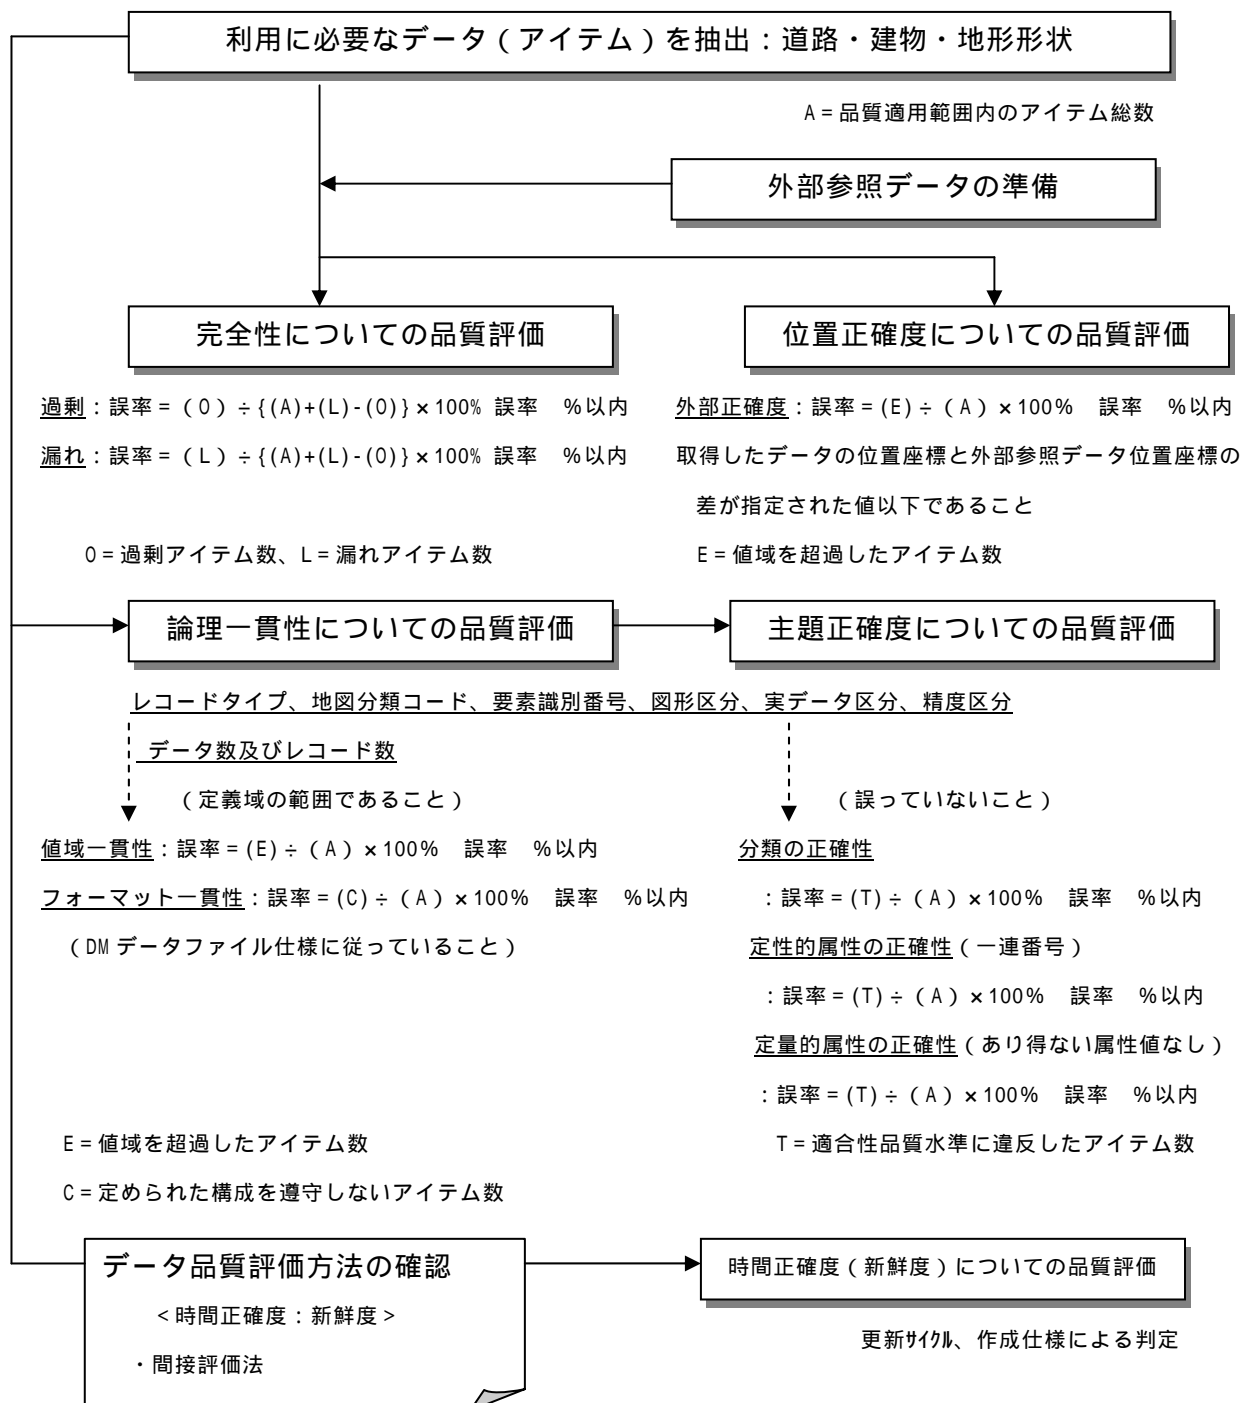 利用に必要なデータ（アイテム）を抽出：道路・建物・地形形状
A＝品質適用範囲内のアイテム総数
外部参照データの準備
完全性についての品質評価
位置正確度についての品質評価
過剰：誤率＝（O）÷{(A)+(L)-(O)}×100% 誤率　%以内
漏れ：誤率＝（L）÷{(A)+(L)-(O)}×100% 誤率　%以内
O＝過剰アイテム数、L＝漏れアイテム数
外部正確度：誤率＝(E)÷（A）×100%　誤率　%以内
取得したデータの位置座標と外部参照データ位置座標の
差が指定された値以下であること
E＝値域を超過したアイテム数
論理一貫性についての品質評価
主題正確度についての品質評価
レコードタイプ、地図分類コード、要素識別番号、図形区分、実データ区分、精度区分
データ数及びレコード数
（定義域の範囲であること）
（誤っていないこと）
値域一貫性：誤率＝(E)÷（A）×100%　誤率　%以内
フォーマット一貫性：誤率＝(C)÷（A）×100%　誤率　%以内
（DMデータファイル仕様に従っていること）
分類の正確性
：誤率＝(T)÷（A）×100%　誤率　%以内
定性的属性の正確性（一連番号）
：誤率＝(T)÷（A）×100%　誤率　%以内
定量的属性の正確性（あり得ない属性値なし）
：誤率＝(T)÷（A）×100%　誤率　%以内
E＝値域を超過したアイテム数
T＝適合性品質水準に違反したアイテム数
C＝定められた構成を遵守しないアイテム数
データ品質評価方法の確認
＜時間正確度：新鮮度＞
・間接評価法
時間正確度（新鮮度）についての品質評価
更新ｻｲｸﾙ、作成仕様による判定